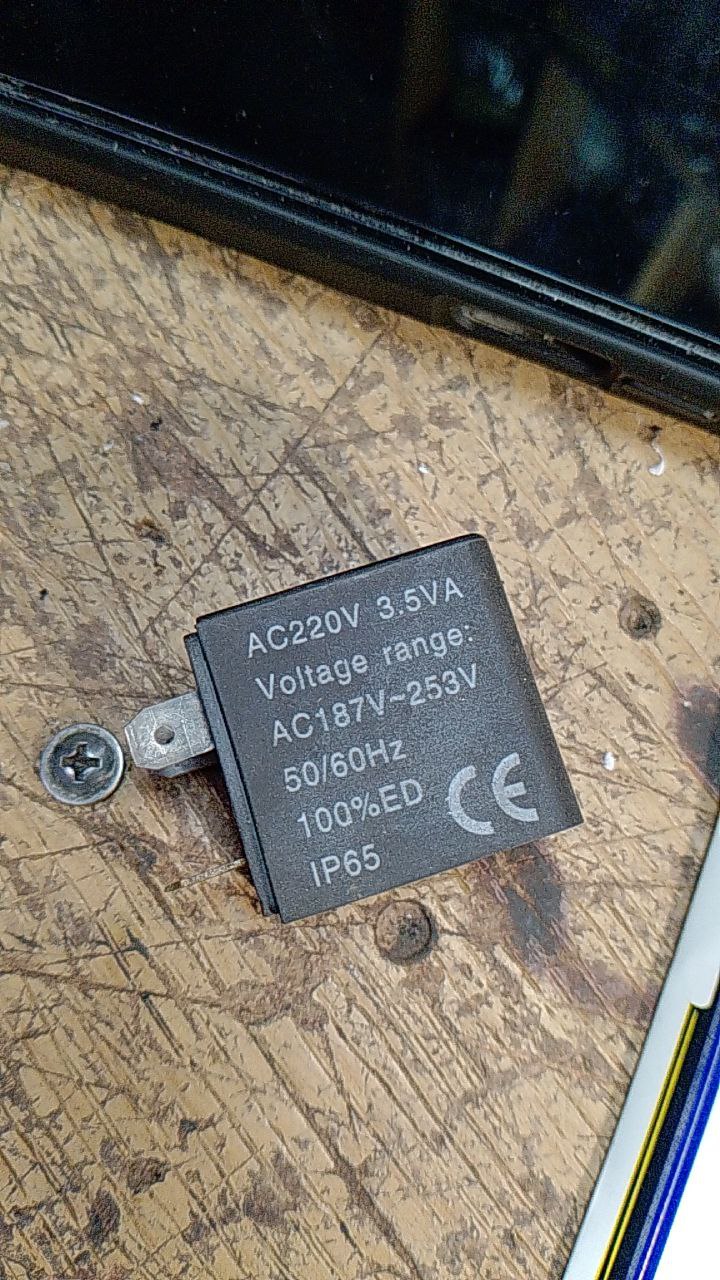 AC220V 3.5VA
Voltage range:
AC187V~253V
50/60Hz
100%ED
IP65
CE